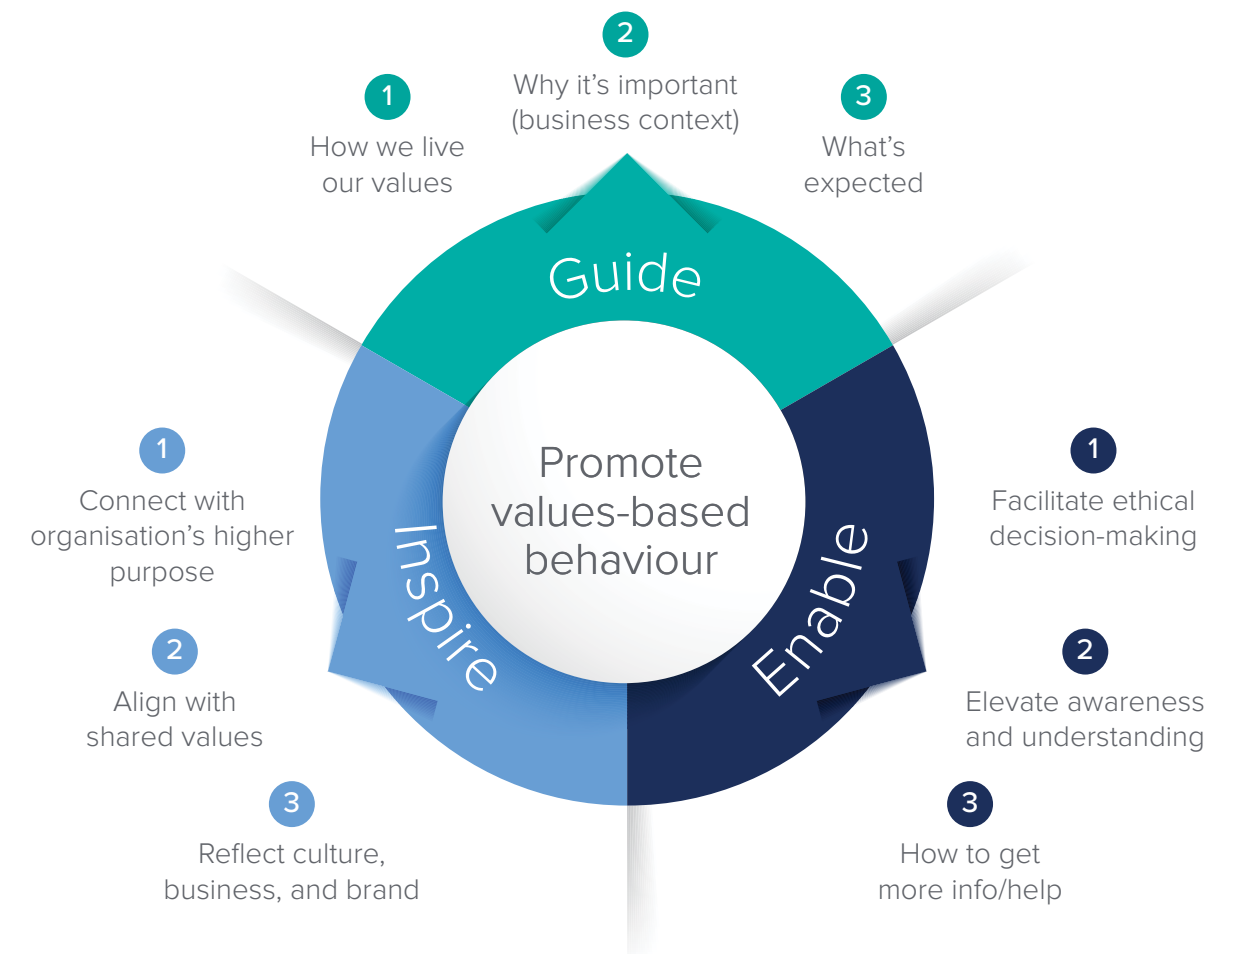 2
Why it’s important
(business context)
1
How we live
our values
3
What’s
expected
Guide
Promote
values-based
behaviour
Inspire
Enable
1
Connect with
organisation’s higher
purpose
2
Align with
shared values
3
Reflect culture,
business, and brand
1
Facilitate ethical
decision-making
2
Elevate awareness
and understanding
3
How to get
more info/help